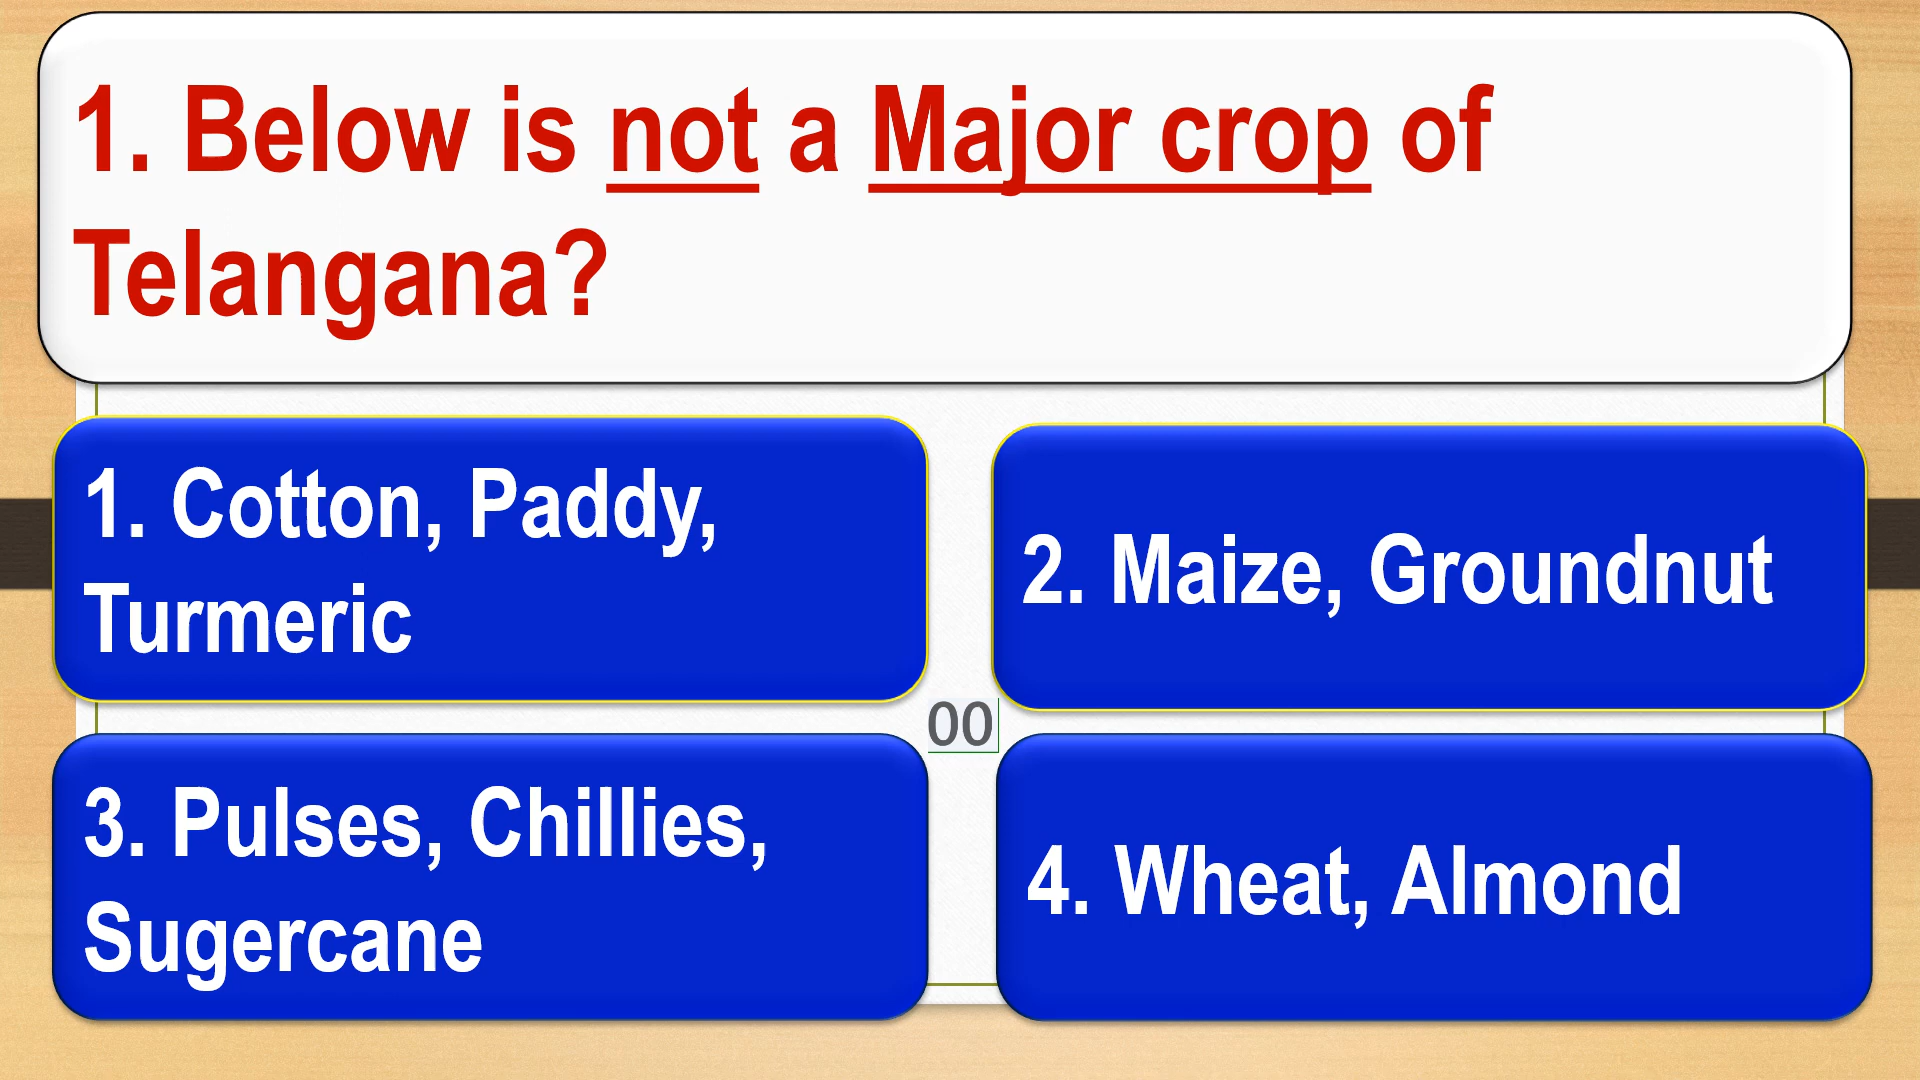 1. Below is not a Major crop of
Telangana?
1. Cotton, Paddy,
Turmeric
2. Maize, Groundnut
00
3. Pulses, Chillies,
Sugercane
4. Wheat, Almond